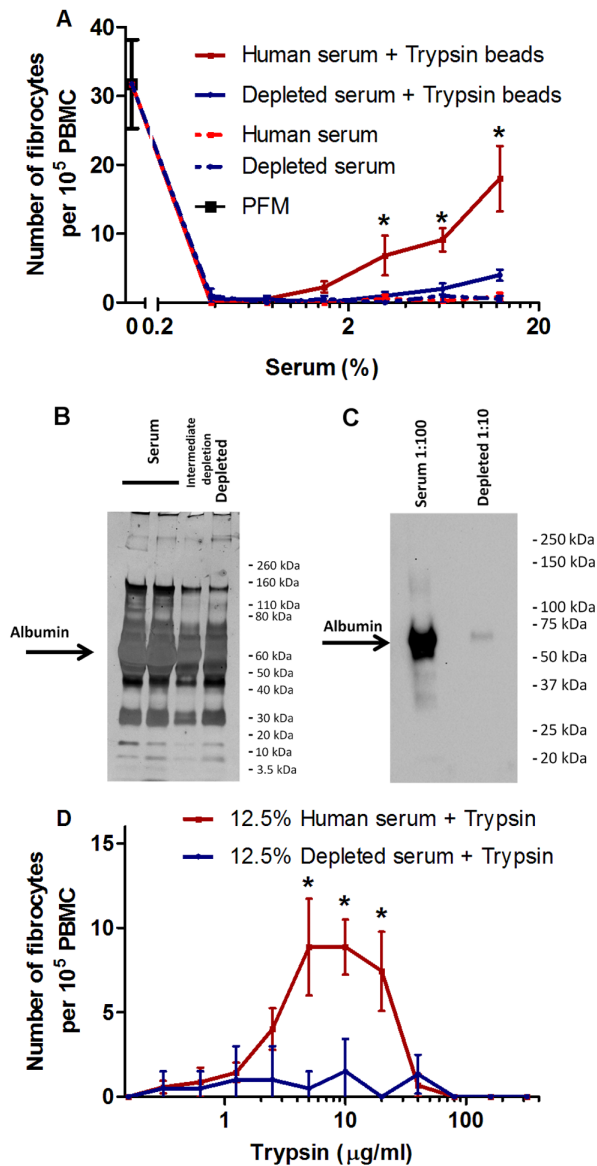 A
Number of fibrocytes
per 10⁵ PBMC
40
30
20
10
0
Human serum + Trypsin beads
Depleted serum + Trypsin beads
Human serum
Depleted serum
PFM
*
*
*
0 0.2
2
20
Serum (%)
B
Serum
Intermediate
depletion
Depleted
Albumin
- 260 kDa
- 160 kDa
- 110 kDa
- 80 kDa
- 60 kDa
- 50 kDa
- 40 kDa
- 30 kDa
- 20 kDa
- 10 kDa
- 3.5 kDa
C
Serum 1:100
Depleted 1:10
Albumin
- 250 kDa
- 150 kDa
- 100 kDa
- 75 kDa
- 50 kDa
- 37 kDa
- 25 kDa
- 20 kDa
D
12.5% Human serum + Trypsin
12.5% Depleted serum + Trypsin
Number of fibrocytes
per 10⁵ PBMC
15
10
5
0
*
*
*
1
10
100
Trypsin (μg/ml)